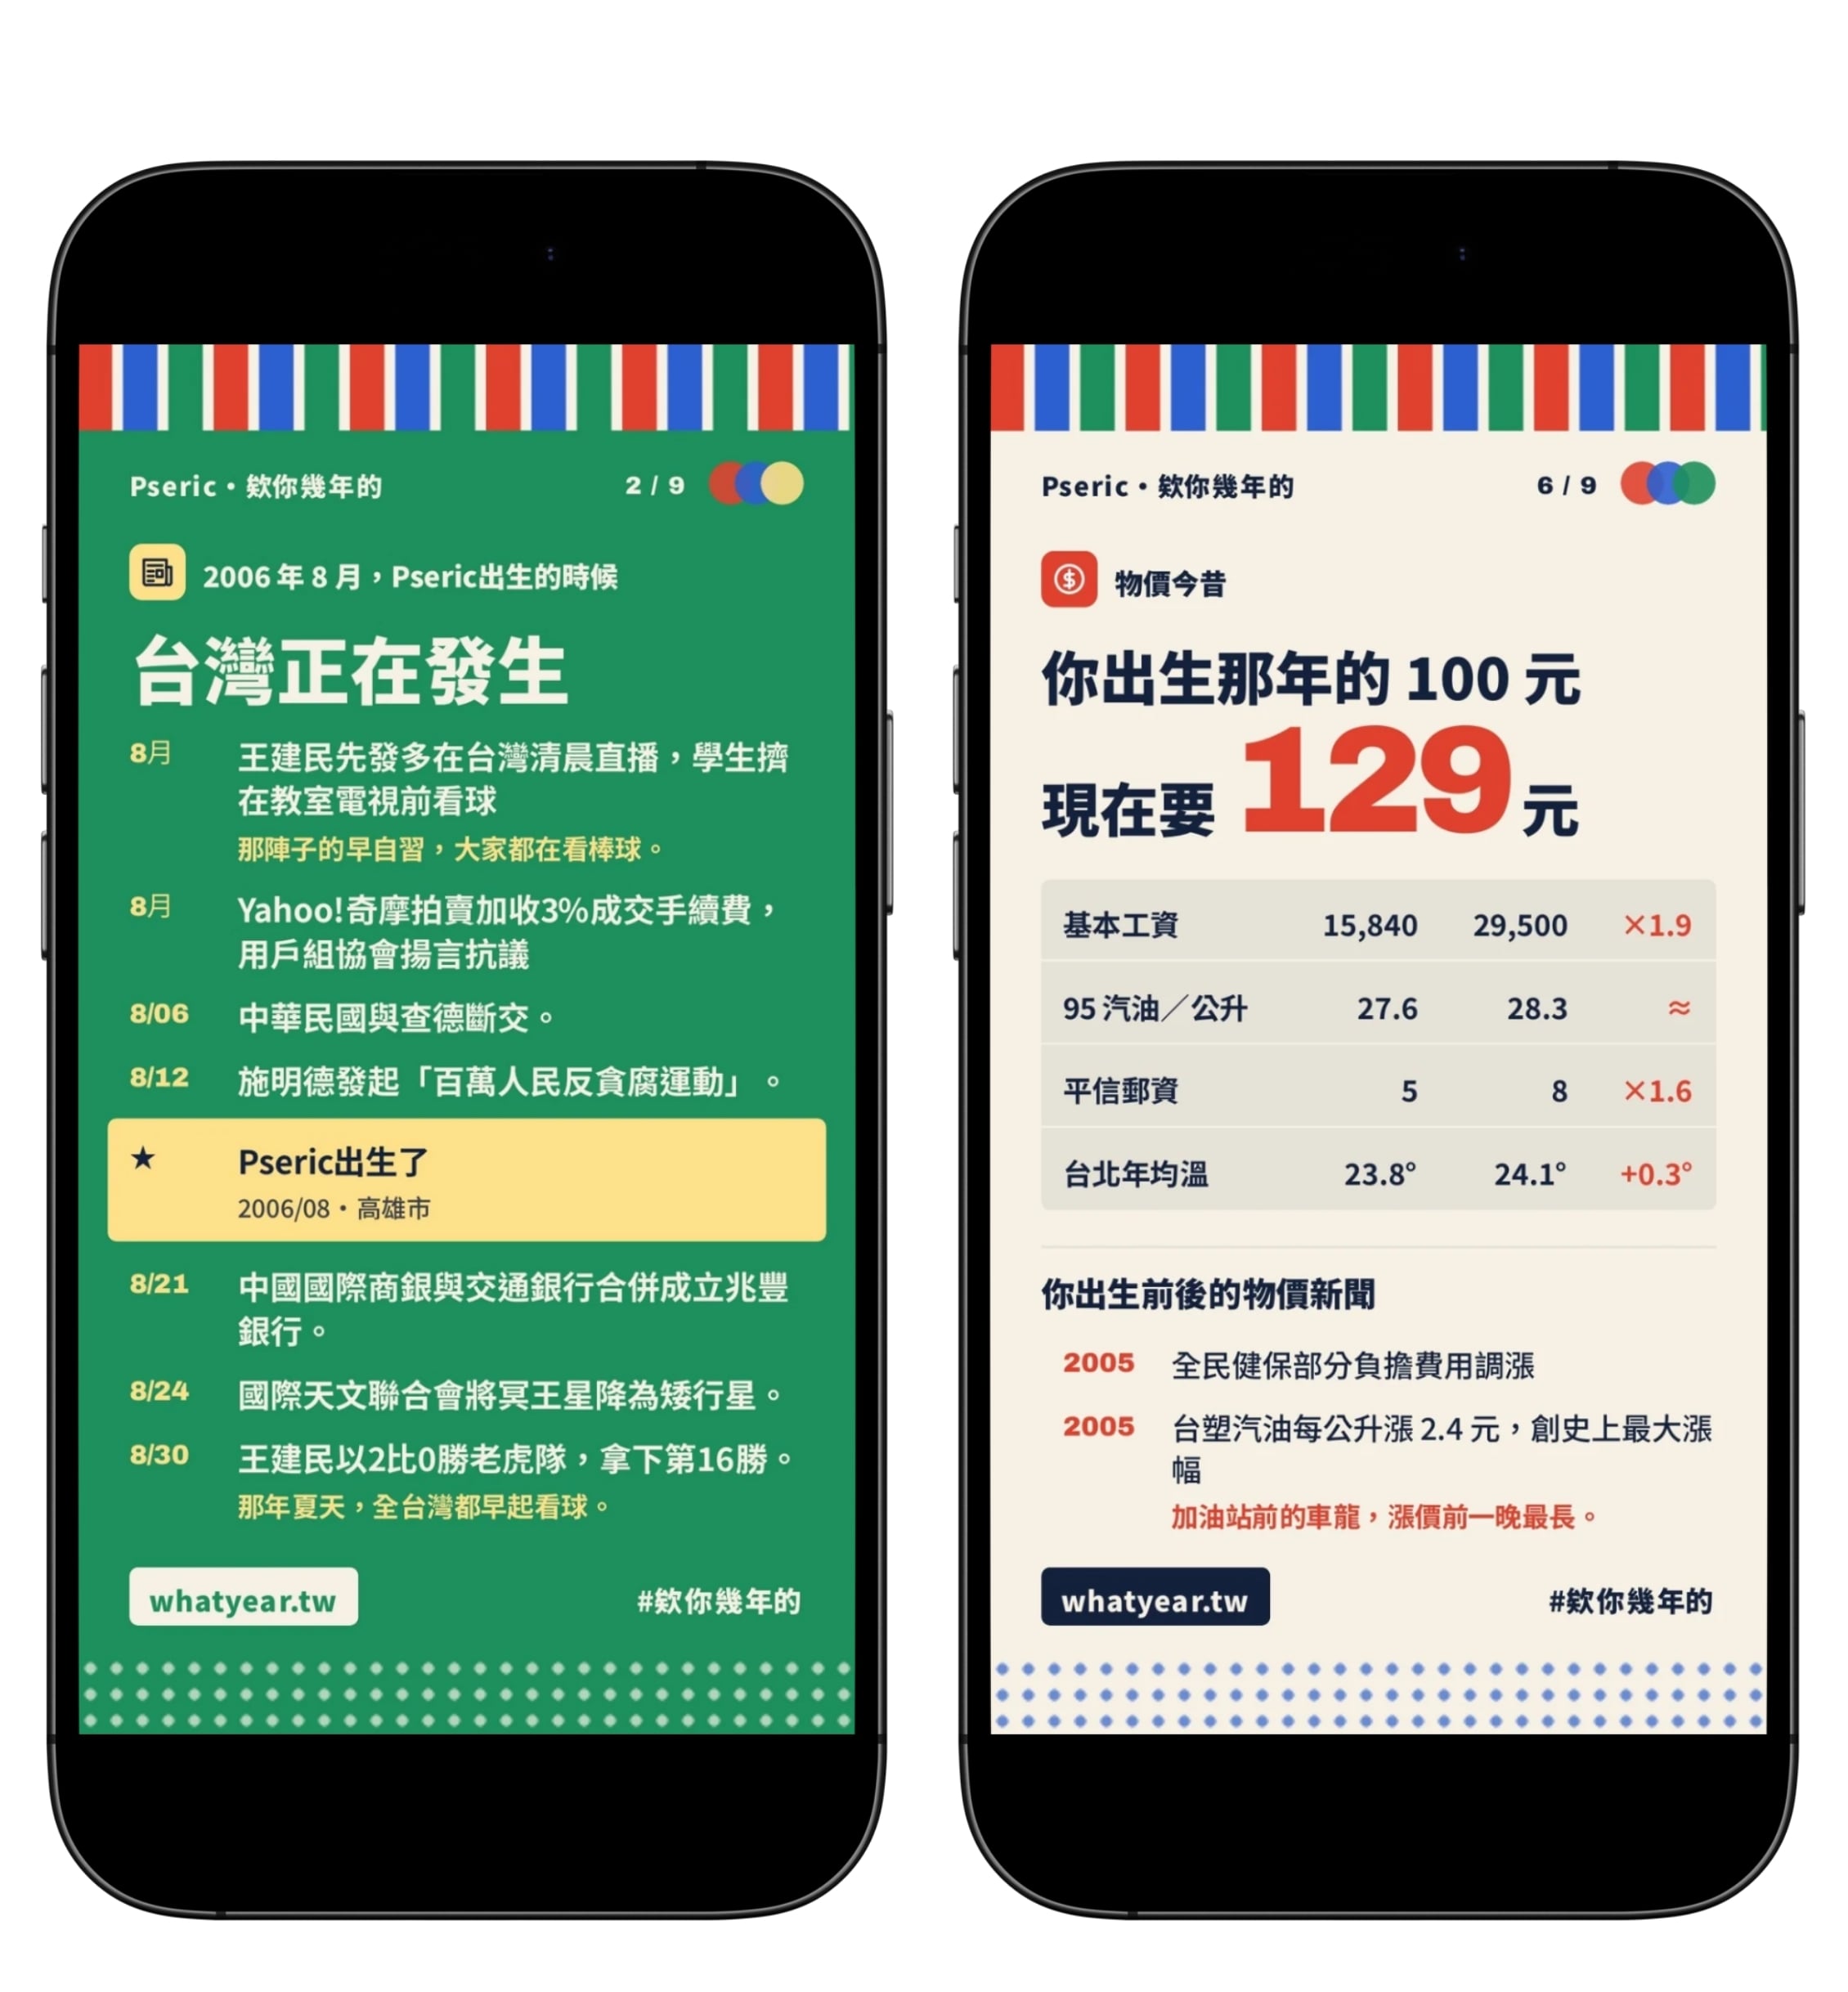 Pseric・欸你幾年的
2 / 9
2006 年 8 月，Pseric出生的時候
台灣正在發生
8月
王建民先發多在台灣清晨直播，學生擠
在教室電視前看球
那陣子的早自習，大家都在看棒球。
8月
Yahoo!奇摩拍賣加收3%成交手續費，
用戶組協會揚言抗議
8/06
中華民國與查德斷交。
8/12
施明德發起「百萬人民反貪腐運動」。
★
Pseric出生了
2006/08・高雄市
8/21
中國國際商銀與交通銀行合併成立兆豐
銀行。
8/24
國際天文聯合會將冥王星降為矮行星。
8/30
王建民以2比0勝老虎隊，拿下第16勝。
那年夏天，全台灣都早起看球。
whatyear.tw
#欸你幾年的
Pseric・欸你幾年的
6 / 9
物價今昔
你出生那年的 100 元
現在要 129 元
基本工資 15,840 29,500 ×1.9
95 汽油／公升 27.6 28.3 ≈
平信郵資 5 8 ×1.6
台北年均溫 23.8° 24.1° +0.3°
你出生前後的物價新聞
2005
全民健保部分負擔費用調漲
2005
台塑汽油每公升漲 2.4 元，創史上最大漲
幅
加油站前的車龍，漲價前一晚最長。
whatyear.tw
#欸你幾年的